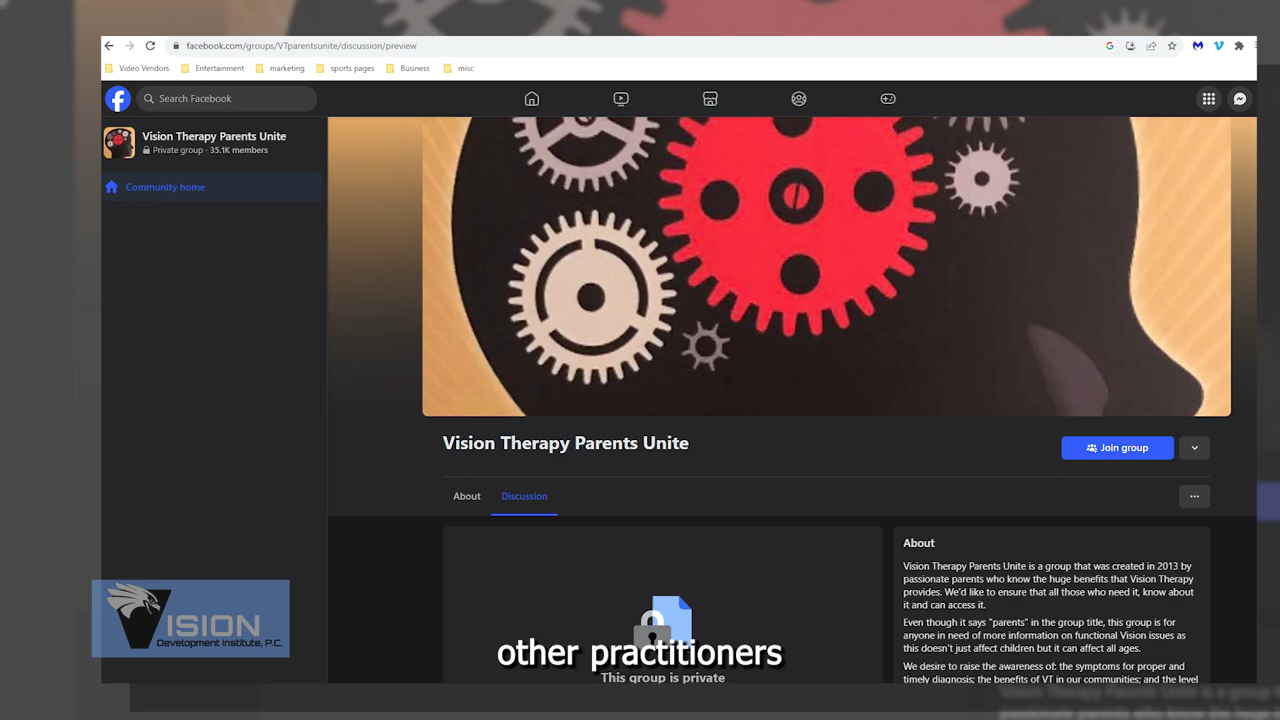 facebook.com/groups/VTparentsunite/discussion/preview
Video Vendors
Entertainment
marketing
sports pages
Business
misc
Search Facebook
Vision Therapy Parents Unite
Private group · 35.1K members
Community home
Vision Therapy Parents Unite
Join group
About
Discussion
About
Vision Therapy Parents Unite is a group that was created in 2013 by
passionate parents who know the huge benefits that Vision Therapy
provides. We'd like to ensure that all those who need it, know about
it and can access it.
Even though it says "parents" in the group title, this group is for
anyone in need of more information on functional Vision issues as
this doesn't just affect children but it can affect all ages.
We desire to raise the awareness of: the symptoms for proper and
timely diagnosis; the benefits of VT in our communities; and the level
VISION
Development Institute, P.C.
other practitioners
This group is private